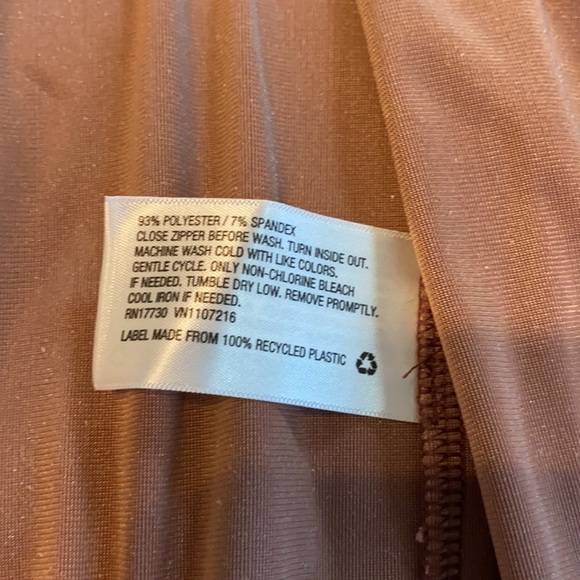 93% POLYESTER / 7% SPANDEX
CLOSE ZIPPER BEFORE WASH. TURN INSIDE OUT.
MACHINE WASH COLD WITH LIKE COLORS.
GENTLE CYCLE. ONLY NON-CHLORINE BLEACH
IF NEEDED. TUMBLE DRY LOW. REMOVE PROMPTLY.
COOL IRON IF NEEDED.
RN17730 VN1107216
LABEL MADE FROM 100% RECYCLED PLASTIC